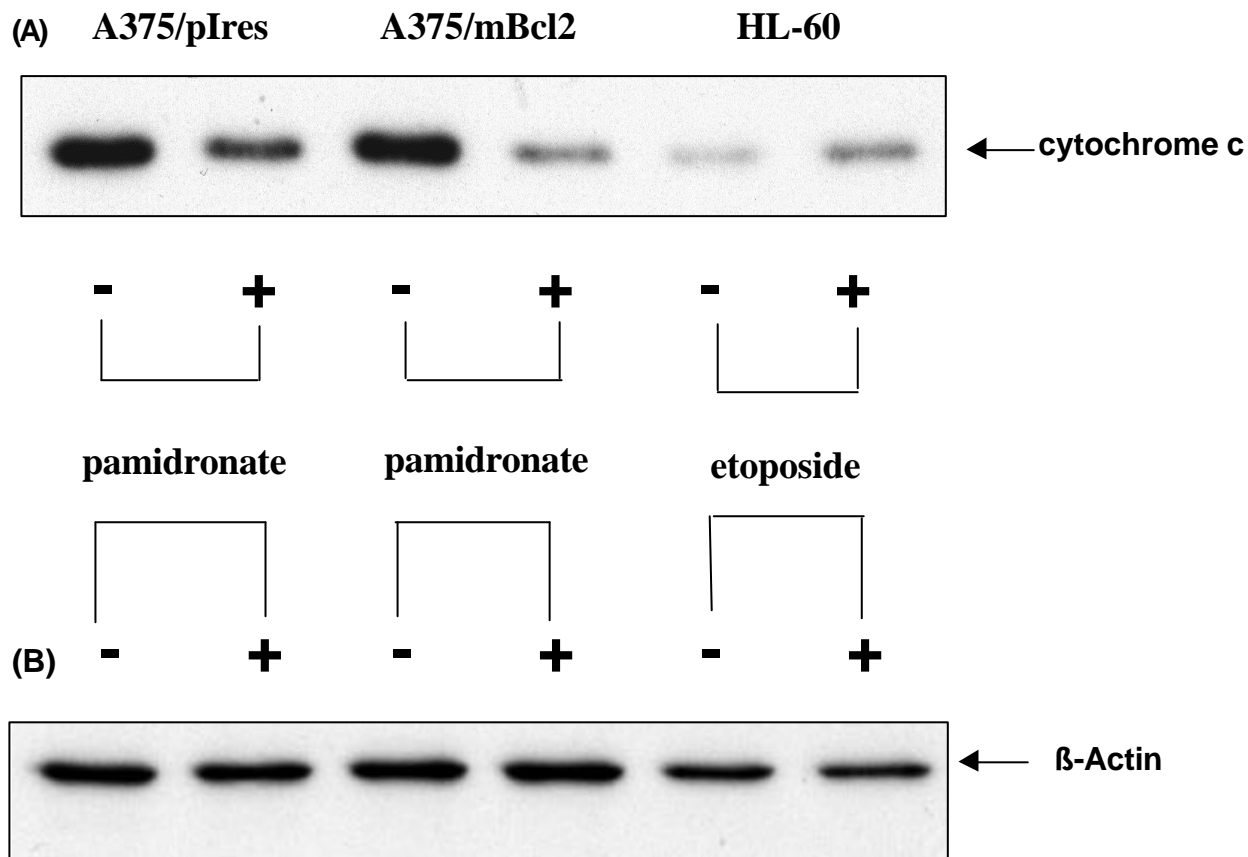 (A) A375/pIres A375/mBcl2 HL-60
cytochrome c
- + - + - +
pamidronate pamidronate etoposide
(B) - + - + - +
ß-Actin